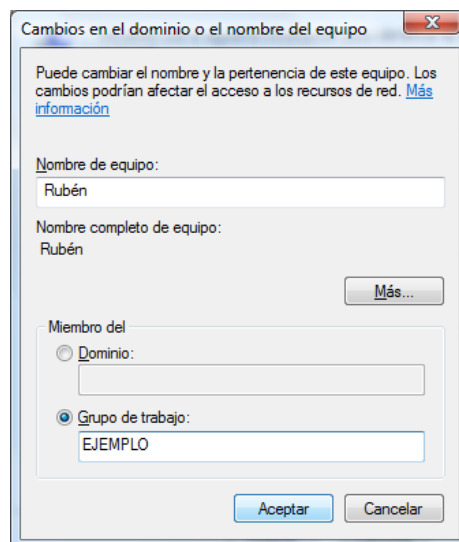 Cambios en el dominio o el nombre del equipo
Puede cambiar el nombre y la pertenencia de este equipo. Los
cambios podrían afectar el acceso a los recursos de red. Más
información
Nombre de equipo:
Rubén
Nombre completo de equipo:
Rubén
Más...
Miembro del
Dominio:
Grupo de trabajo:
EJEMPLO
Aceptar Cancelar